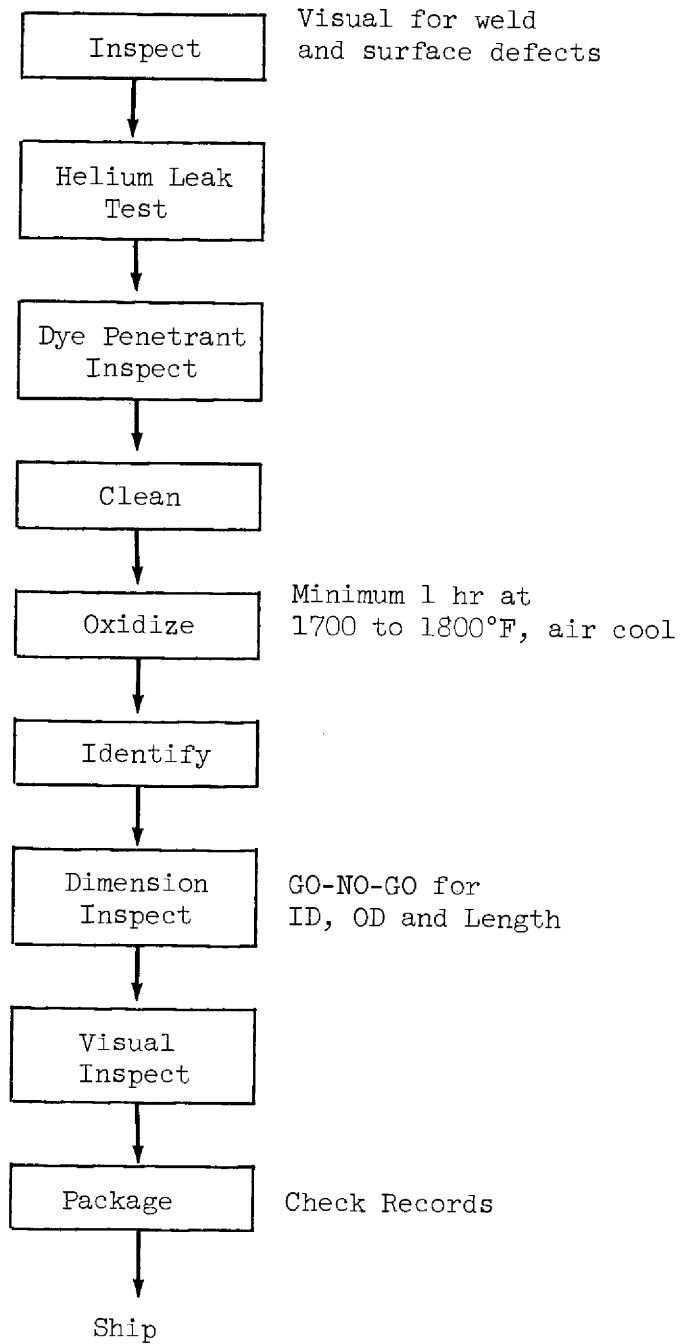 Inspect
Visual for weld
and surface defects
Helium Leak
Test
Dye Penetrant
Inspect
Clean
Oxidize
Minimum 1 hr at
1700 to 1800°F, air cool
Identify
Dimension
Inspect
GO-NO-GO for
ID, OD and Length
Visual
Inspect
Package
Check Records
Ship